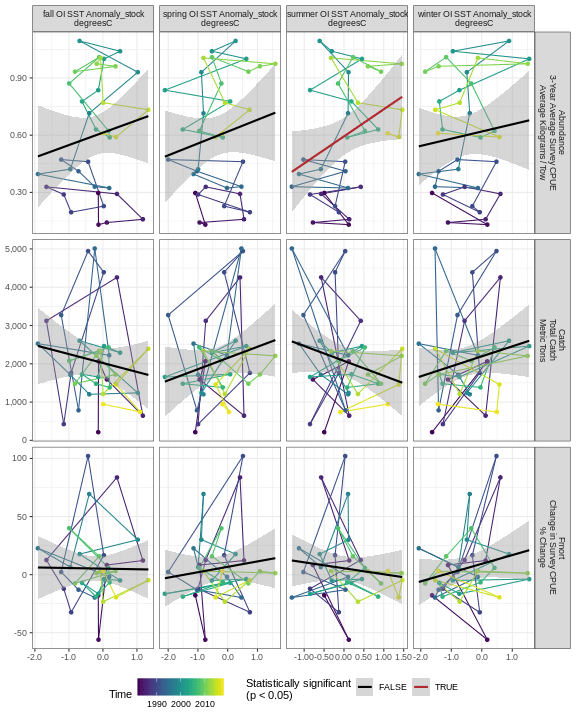 fall OI SST Anomaly_stock
degreesC
spring OI SST Anomaly_stock
degreesC
summer OI SST Anomaly_stock
degreesC
winter OI SST Anomaly_stock
degreesC
0.90
0.60
0.30
Abundance
3-Year Average Survey CPUE
Average Kilograms / Tow
5,000
4,000
3,000
2,000
1,000
0
Catch
Total Catch
Metric Tons
100
50
0
-50
Fmort
Change in Survey CPUE
% Change
-2.0 -1.0 0.0 1.0
-2.0 -1.0 0.0 1.0
-1.00 -0.50 0.00 0.50 1.00 1.50
-2.0 -1.0 0.0 1.0
Time
1990 2000 2010
Statistically significant
(p < 0.05)
FALSE
TRUE